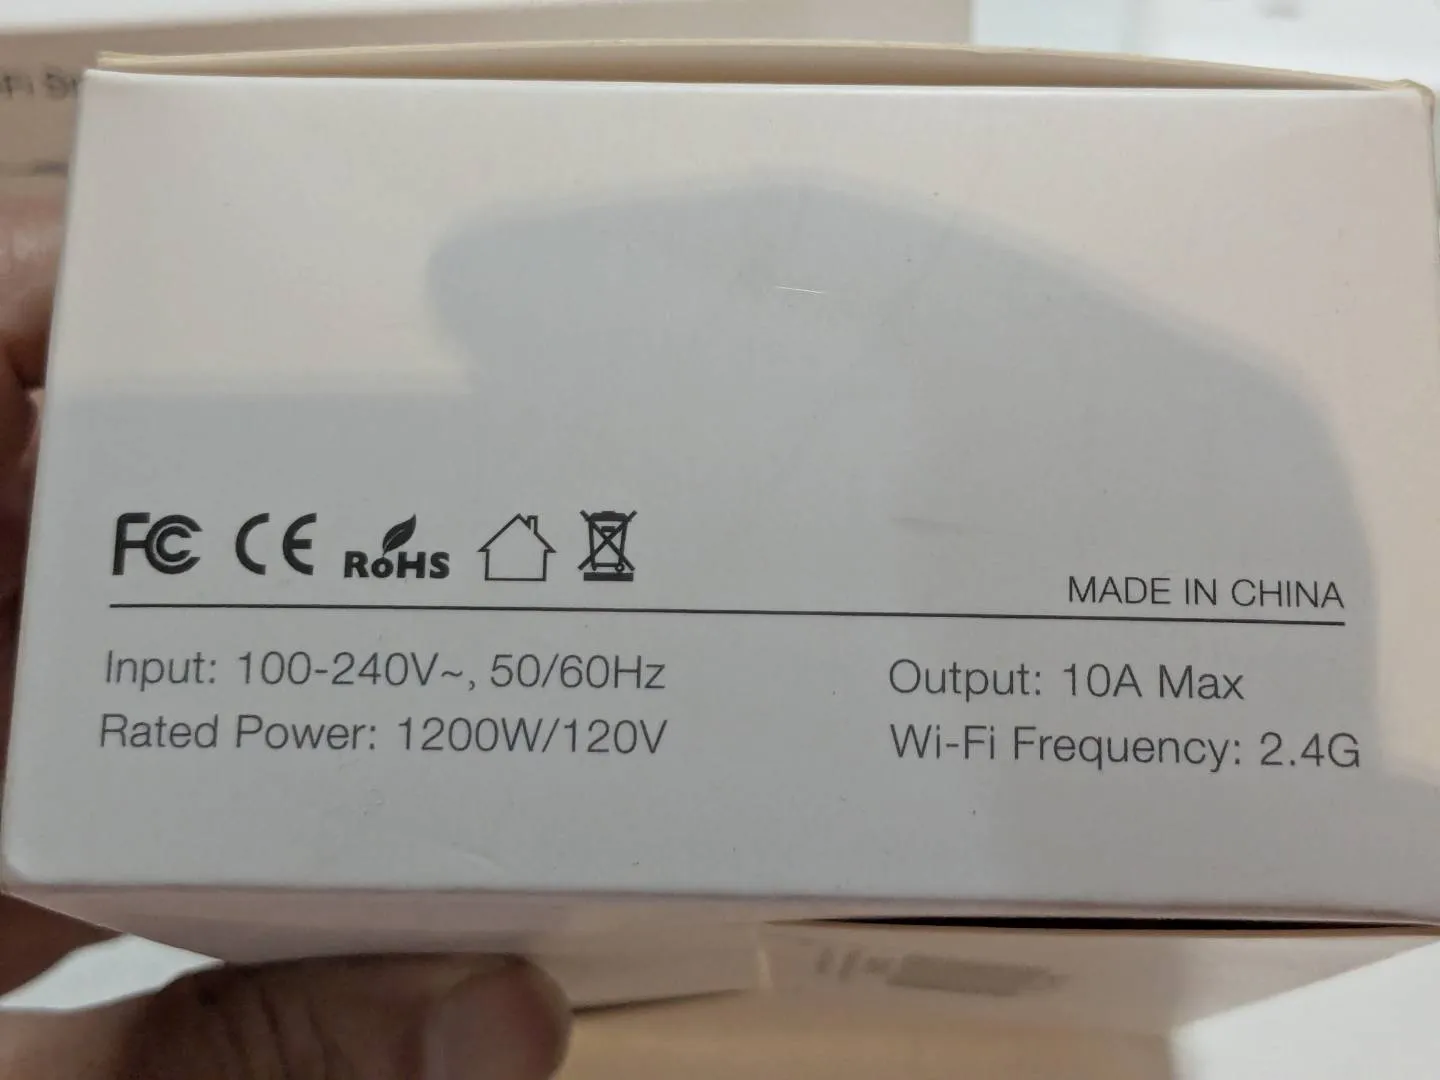 FC CE RoHS
MADE IN CHINA
Input: 100-240V~, 50/60Hz
Output: 10A Max
Rated Power: 1200W/120V
Wi-Fi Frequency: 2.4G